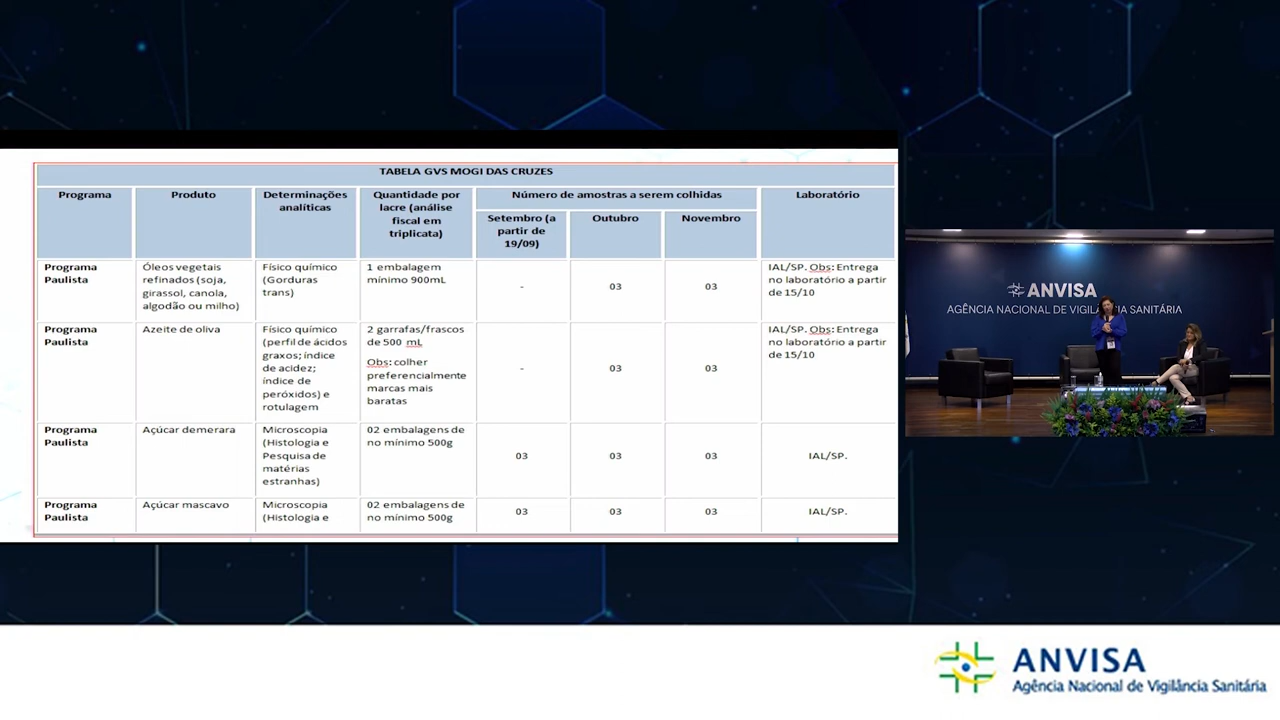 TABELA GVS MOGI DAS CRUZES
Programa
Produto
Determinações
analíticas
Quantidade por
lacre (análise
fiscal em
triplicata)
Número de amostras a serem colhidas
Setembro (a
partir de
19/09)
Outubro
Novembro
Laboratório
Programa
Paulista
Óleos vegetais
refinados (soja,
girassol, canola,
algodão ou milho)
Físico químico
(Gorduras
trans)
1 embalagem
mínimo 900mL
-
03
03
IAL/SP. Obs: Entrega
no laboratório a partir
de 15/10
Programa
Paulista
Azeite de oliva
Físico químico
(perfil de ácidos
graxos; índice
de acidez;
índice de
peróxidos) e
rotulagem
2 garrafas/frascos
de 500 mL
Obs: colher
preferencialmente
marcas mais
baratas
-
03
03
IAL/SP. Obs: Entrega
no laboratório a partir
de 15/10
Programa
Paulista
Açúcar demerara
Microscopia
(Histologia e
Pesquisa de
matérias
estranhas)
02 embalagens de
no mínimo 500g
03
03
03
IAL/SP.
Programa
Paulista
Açúcar mascavo
Microscopia
(Histologia e
02 embalagens de
no mínimo 500g
03
03
03
IAL/SP.
ANVISA
AGÊNCIA NACIONAL DE VIGILÂNCIA SANITÁRIA
ANVISA
Agência Nacional de Vigilância Sanitária